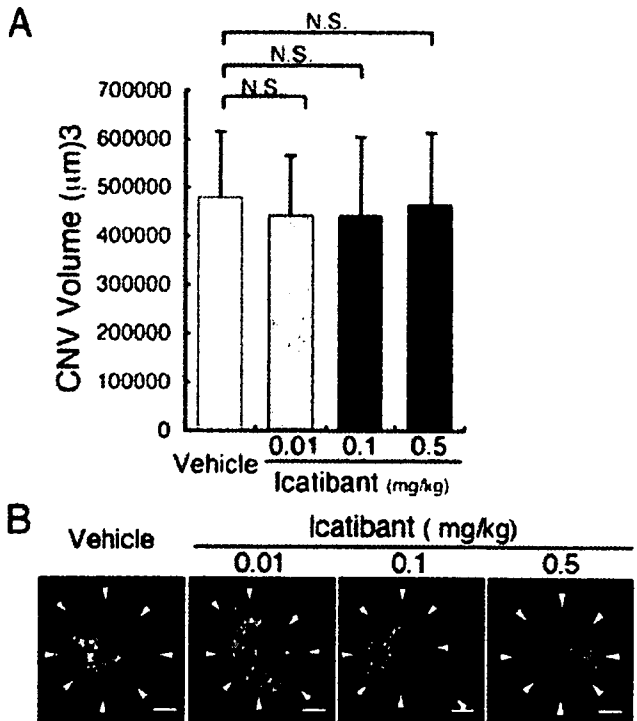 A
N.S.
N.S.
N.S.
CNV Volume (μm)3
700000
600000
500000
400000
300000
200000
100000
0
Vehicle 0.01 0.1 0.5
Icatibant (mg/kg)
B
Vehicle Icatibant ( mg/kg)
0.01 0.1 0.5